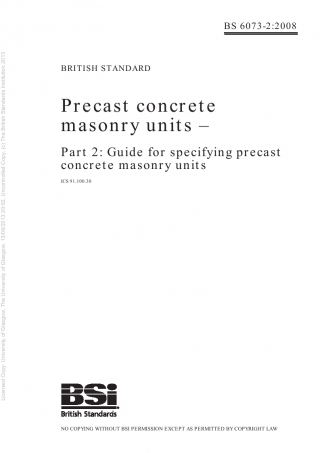 BS 6073-2:2008
BRITISH STANDARD
Precast concrete
masonry units –
Part 2: Guide for specifying precast
concrete masonry units
ICS 91.100.30
BSi
British Standards
NO COPYING WITHOUT BSI PERMISSION EXCEPT AS PERMITTED BY COPYRIGHT LAW
Licensed Copy: University of Glasgow, The University of Glasgow, 13/09/2013 20:02, Uncontrolled Copy, (c) The British Standards Institution 2013